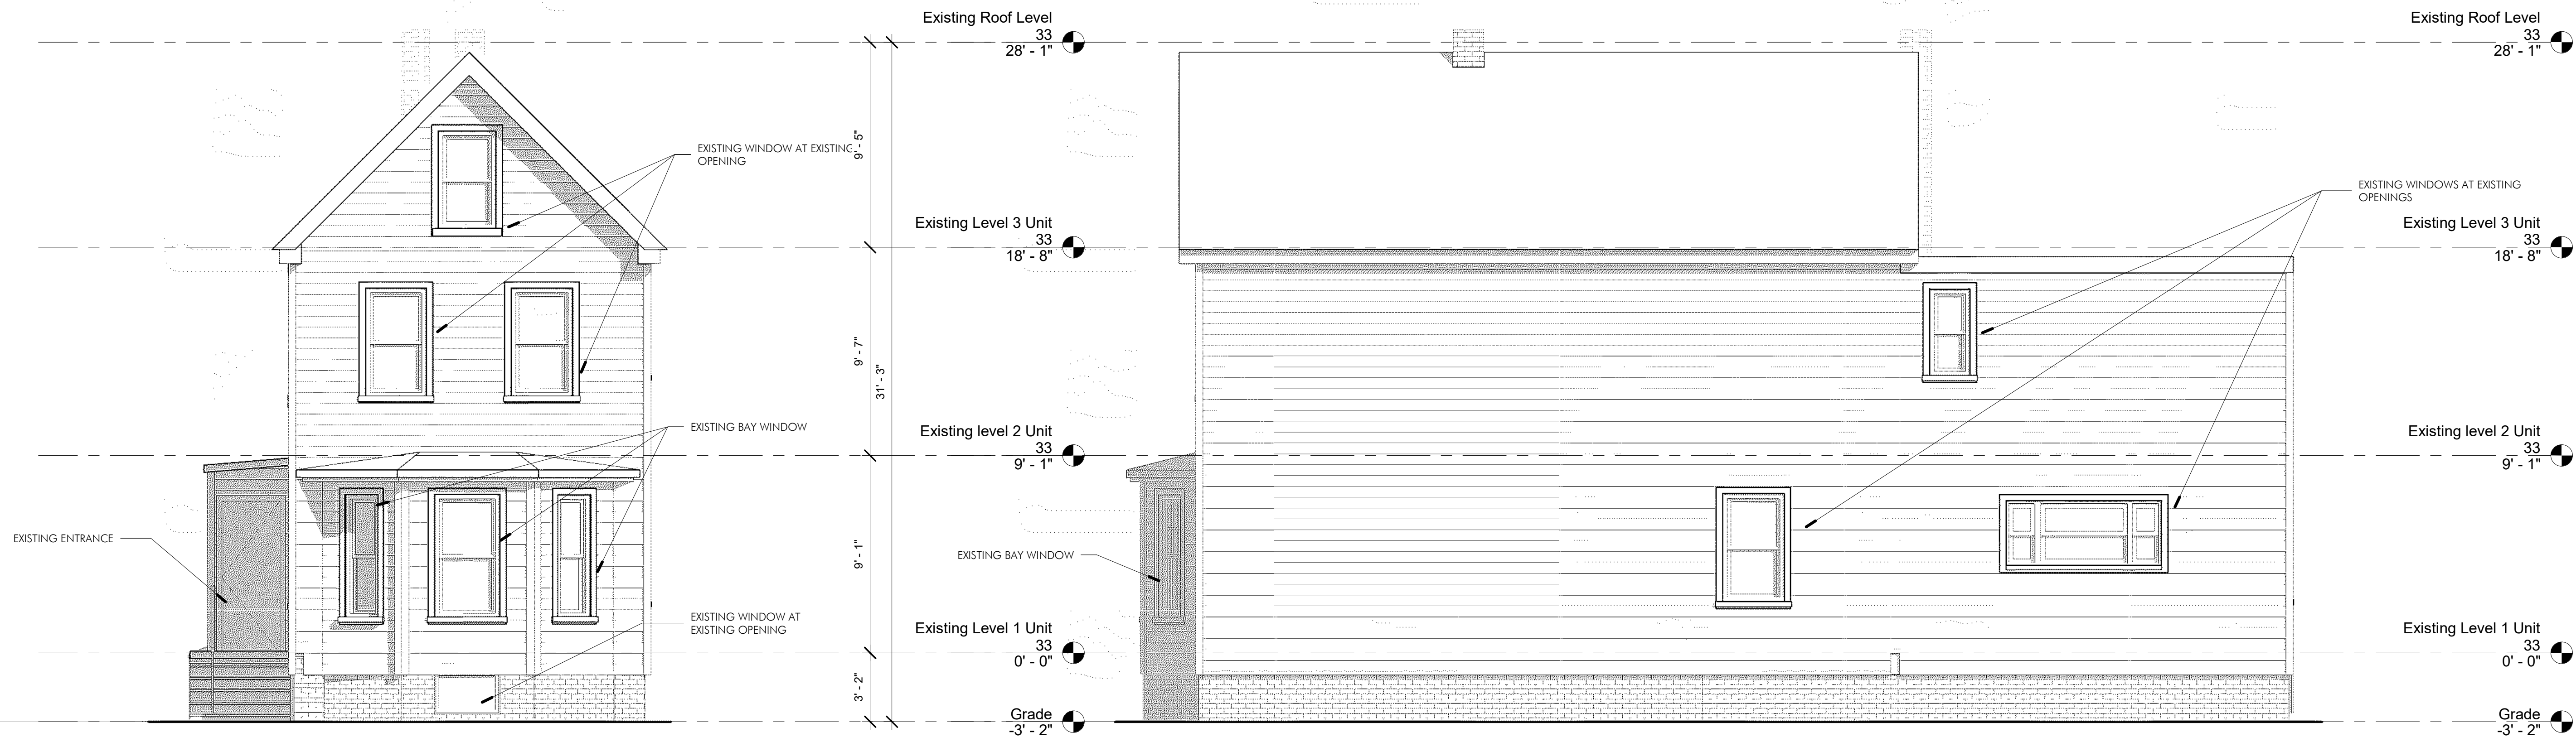 Existing Roof Level
33
28' - 1"
EXISTING WINDOW AT EXISTING
OPENING
9' - 5"
Existing Level 3 Unit
33
18' - 8"
9' - 7"
31' - 3"
EXISTING BAY WINDOW
Existing level 2 Unit
33
9' - 1"
EXISTING ENTRANCE
9' - 1"
EXISTING WINDOW AT
EXISTING OPENING
Existing Level 1 Unit
33
0' - 0"
3' - 2"
Grade
-3' - 2"
EXISTING BAY WINDOW
Existing Roof Level
33
28' - 1"
EXISTING WINDOWS AT EXISTING
OPENINGS
Existing Level 3 Unit
33
18' - 8"
Existing level 2 Unit
33
9' - 1"
Existing Level 1 Unit
33
0' - 0"
Grade
-3' - 2"